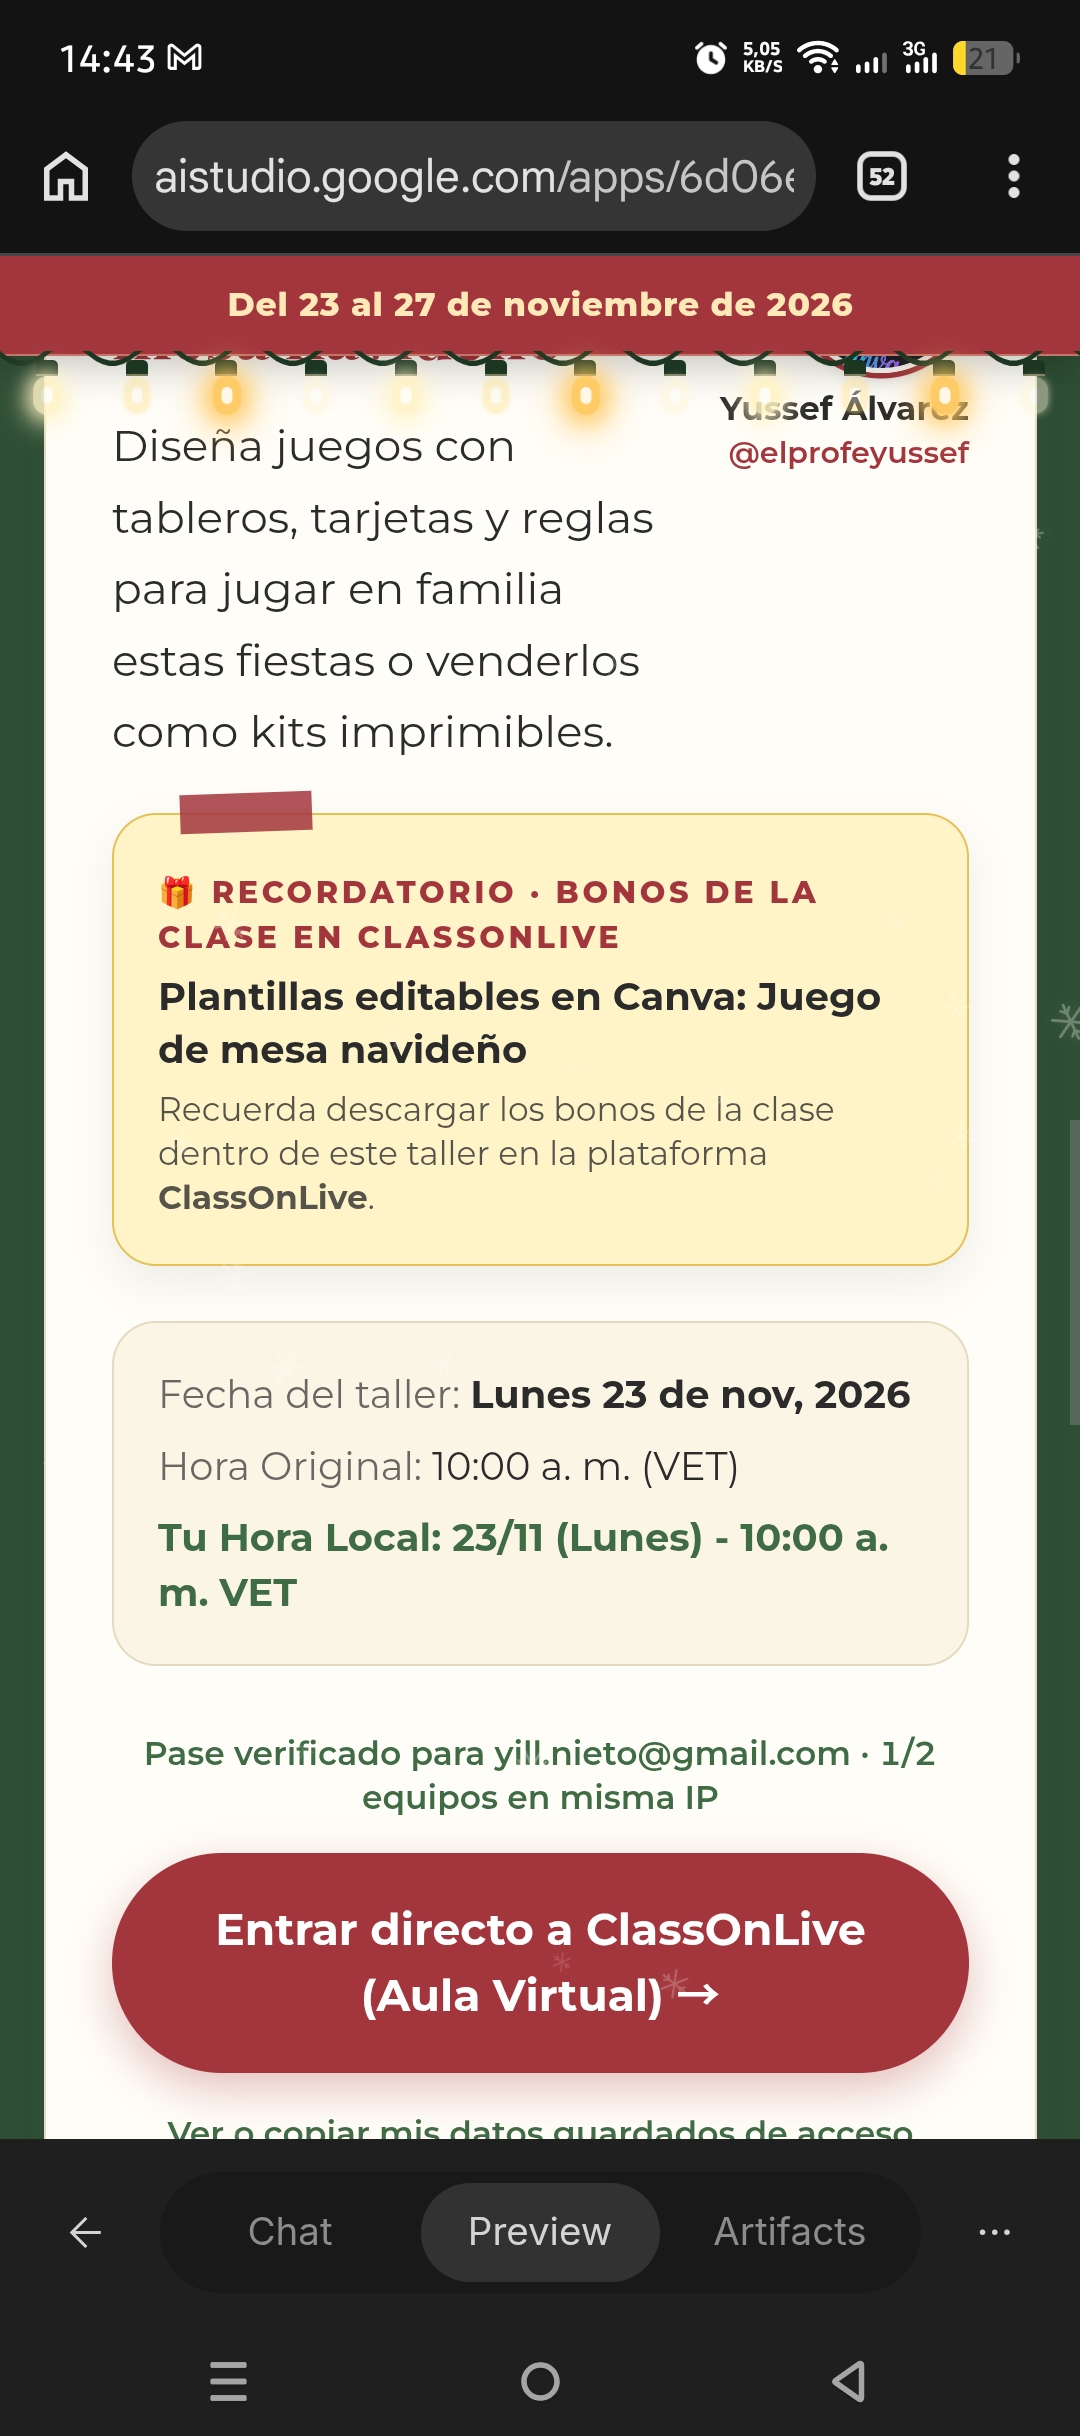 14:43
5,05
KB/S
3G
21
aistudio.google.com/apps/6d06e
52
Del 23 al 27 de noviembre de 2026
Yussef Álvarez
@elprofeyussef
Diseña juegos con
tableros, tarjetas y reglas
para jugar en familia
estas fiestas o venderlos
como kits imprimibles.
🎁 RECORDATORIO · BONOS DE LA
CLASE EN CLASSONLIVE
Plantillas editables en Canva: Juego
de mesa navideño
Recuerda descargar los bonos de la clase
dentro de este taller en la plataforma
ClassOnLive.
Fecha del taller: Lunes 23 de nov, 2026
Hora Original: 10:00 a. m. (VET)
Tu Hora Local: 23/11 (Lunes) - 10:00 a.
m. VET
Pase verificado para yill.nieto@gmail.com · 1/2
equipos en misma IP
Entrar directo a ClassOnLive
(Aula Virtual) →
Ver o copiar mis datos guardados de acceso
Chat
Preview
Artifacts